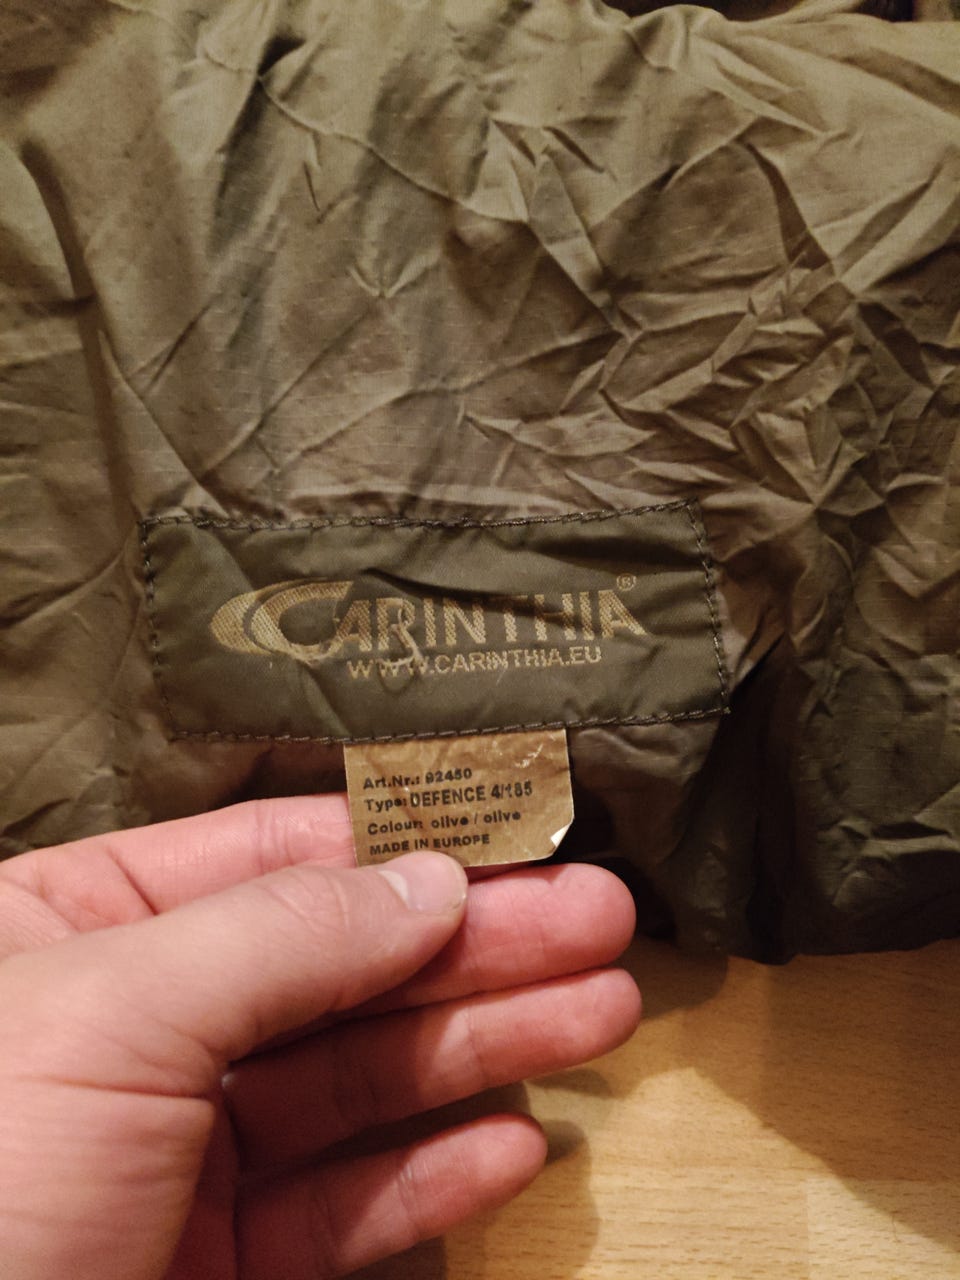 CARINTHIA®
WWW.CARINTHIA.EU
Art.Nr.: 92450
Type: DEFENCE 4/185
Colour: olive / olive
MADE IN EUROPE